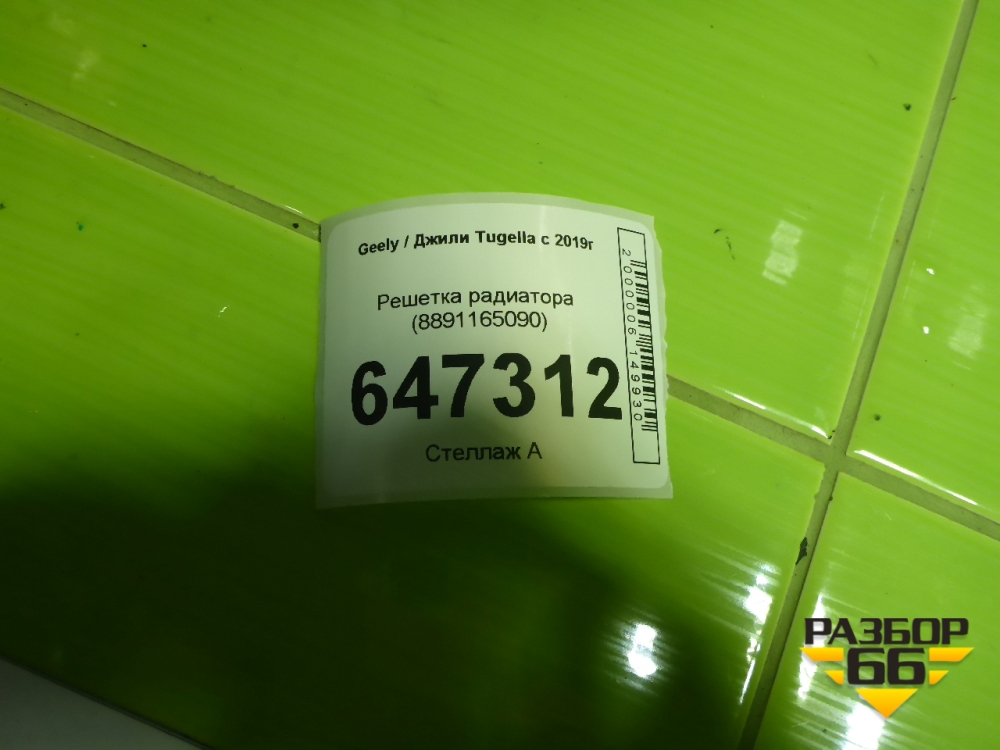 Geely / Джили Tugella с 2019г
Решетка радиатора
(8891165090)
647312
Стеллаж А
2000006149930
РАЗБОР
66